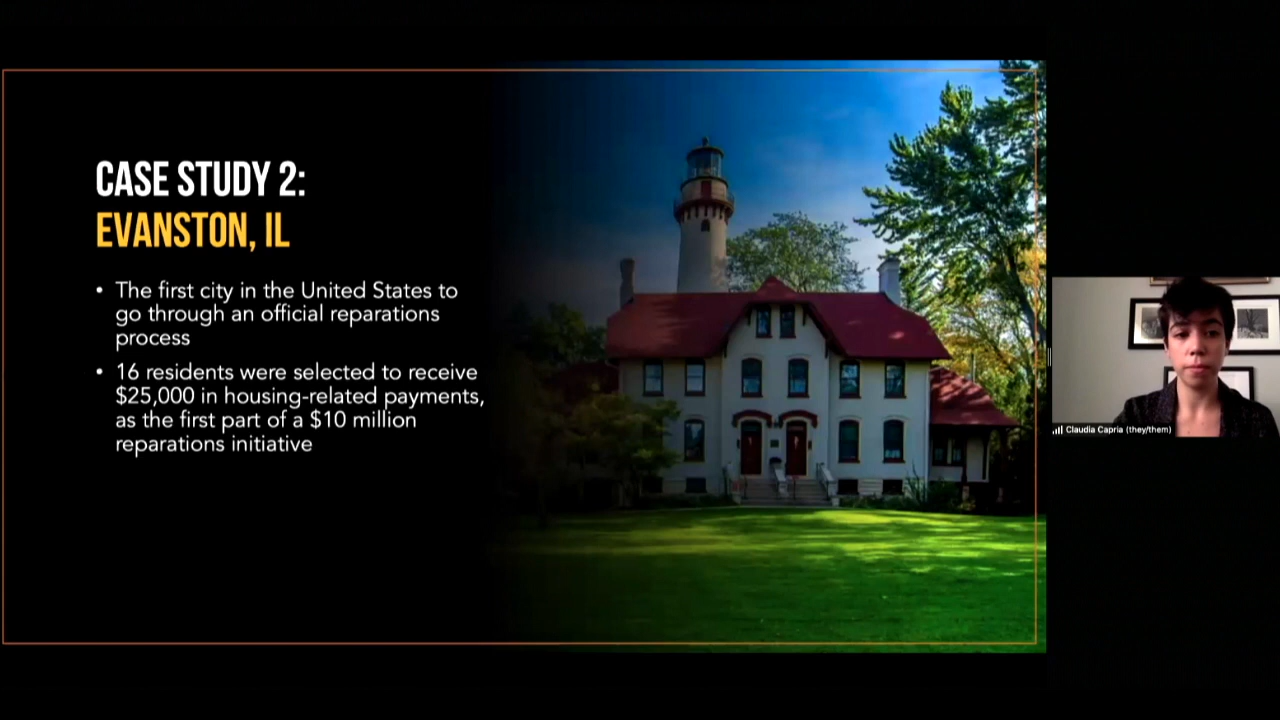 CASE STUDY 2:
EVANSTON, IL
• The first city in the United States to
go through an official reparations
process
• 16 residents were selected to receive
$25,000 in housing-related payments,
as the first part of a $10 million
reparations initiative
Claudia Capria (they/them)